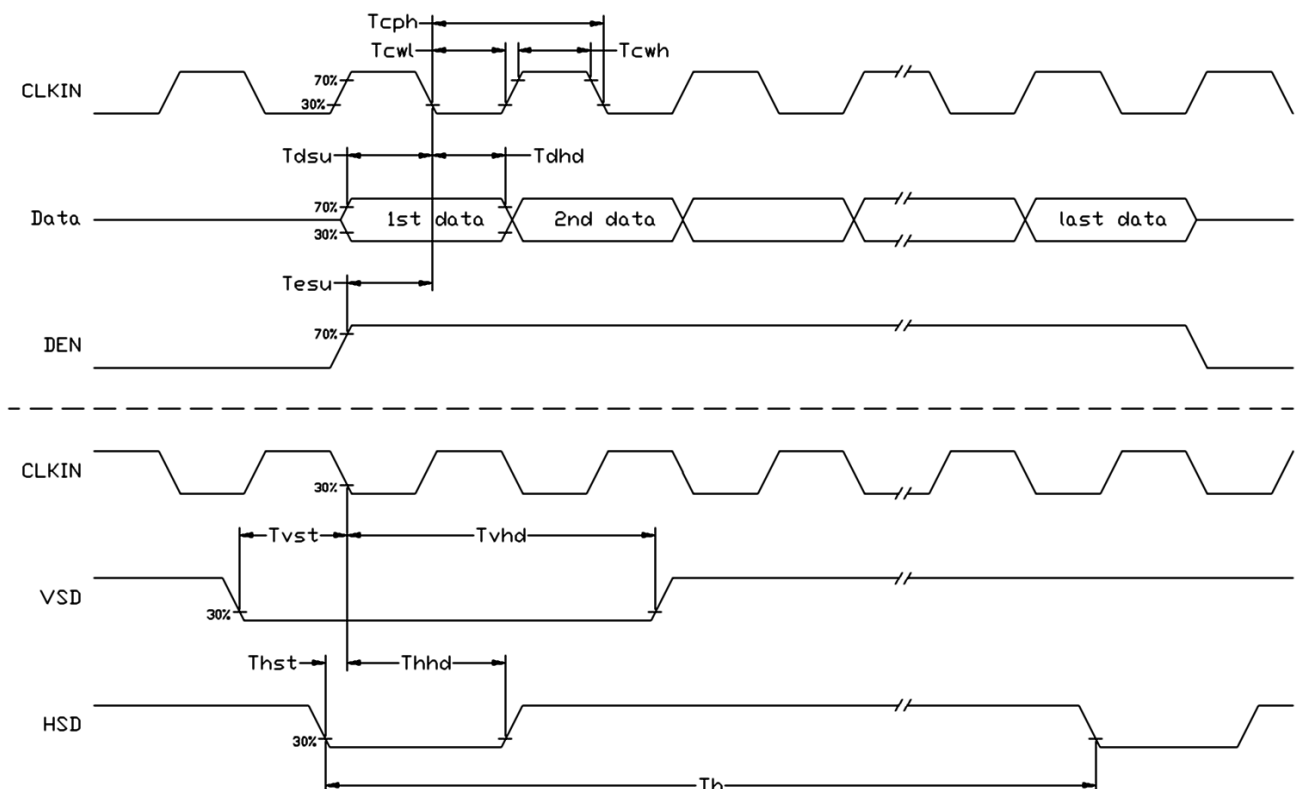 Tcph
Tcwl
Tcwh
CLKIN
70%
30%
Tdsu
Tdhd
Data
70%
30%
1st data
2nd data
last data
Tesu
70%
DEN
CLKIN
30%
Tvst
Tvhd
VSD
30%
Thst
Thhd
HSD
30%
Th